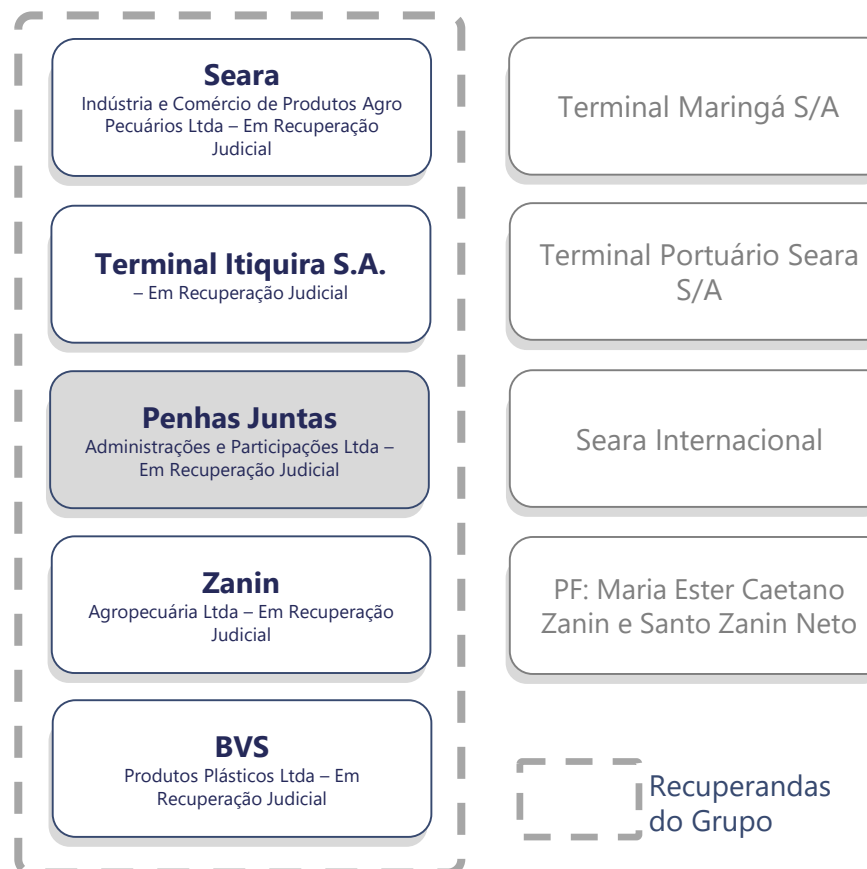 Seara
Indústria e Comércio de Produtos Agro
Pecuários Ltda – Em Recuperação
Judicial
Terminal Itiquira S.A.
– Em Recuperação Judicial
Penhas Juntas
Administrações e Participações Ltda –
Em Recuperação Judicial
Zanin
Agropecuária Ltda – Em Recuperação
Judicial
BVS
Produtos Plásticos Ltda – Em
Recuperação Judicial
Terminal Maringá S/A
Terminal Portuário Seara
S/A
Seara Internacional
PF: Maria Ester Caetano
Zanin e Santo Zanin Neto
Recuperandas
do Grupo